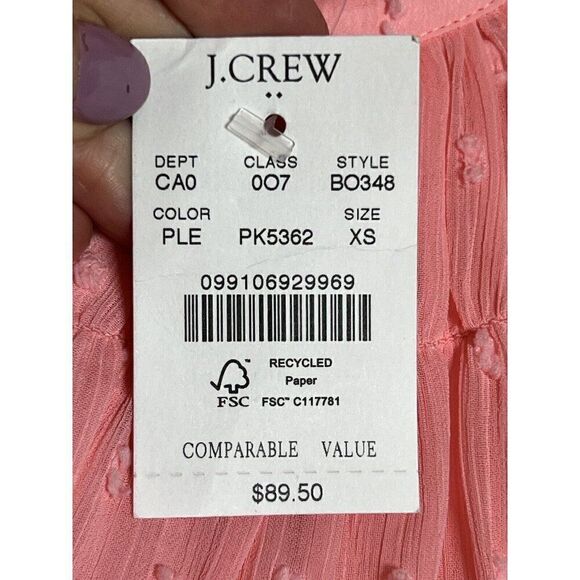 J.CREW
DEPT CLASS STYLE
CA0 007 BO348
COLOR SIZE
PLE PK5362 XS
099106929969
RECYCLED
Paper
FSC FSC™ C117781
COMPARABLE VALUE
$89.50